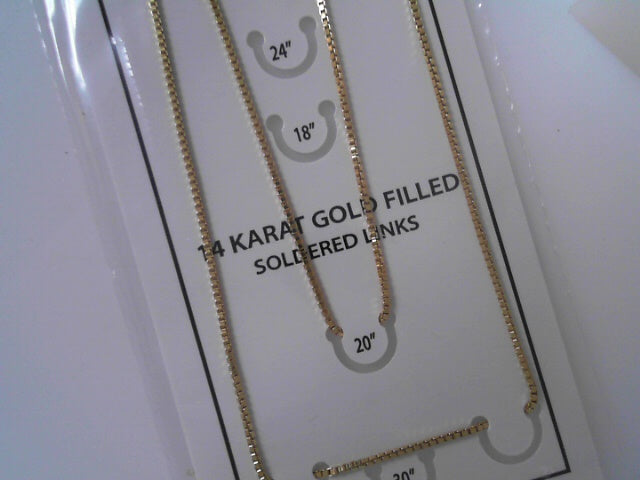 24"
18"
14 KARAT GOLD FILLED
SOLDERED LINKS
20"
30"